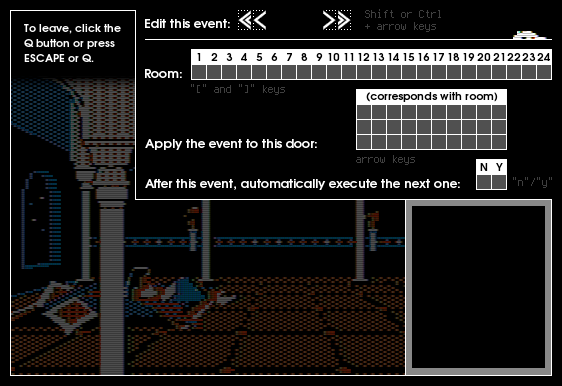 To leave, click the
Q button or press
ESCAPE or Q.
Edit this event:
Shift or Ctrl
+ arrow keys
1 2 3 4 5 6 7 8 9 10 11 12 13 14 15 16 17 18 19 20 21 22 23 24
Room:
"[" and "]" keys
(corresponds with room)
Apply the event to this door:
arrow keys
N Y
After this event, automatically execute the next one:
"n"/"y"